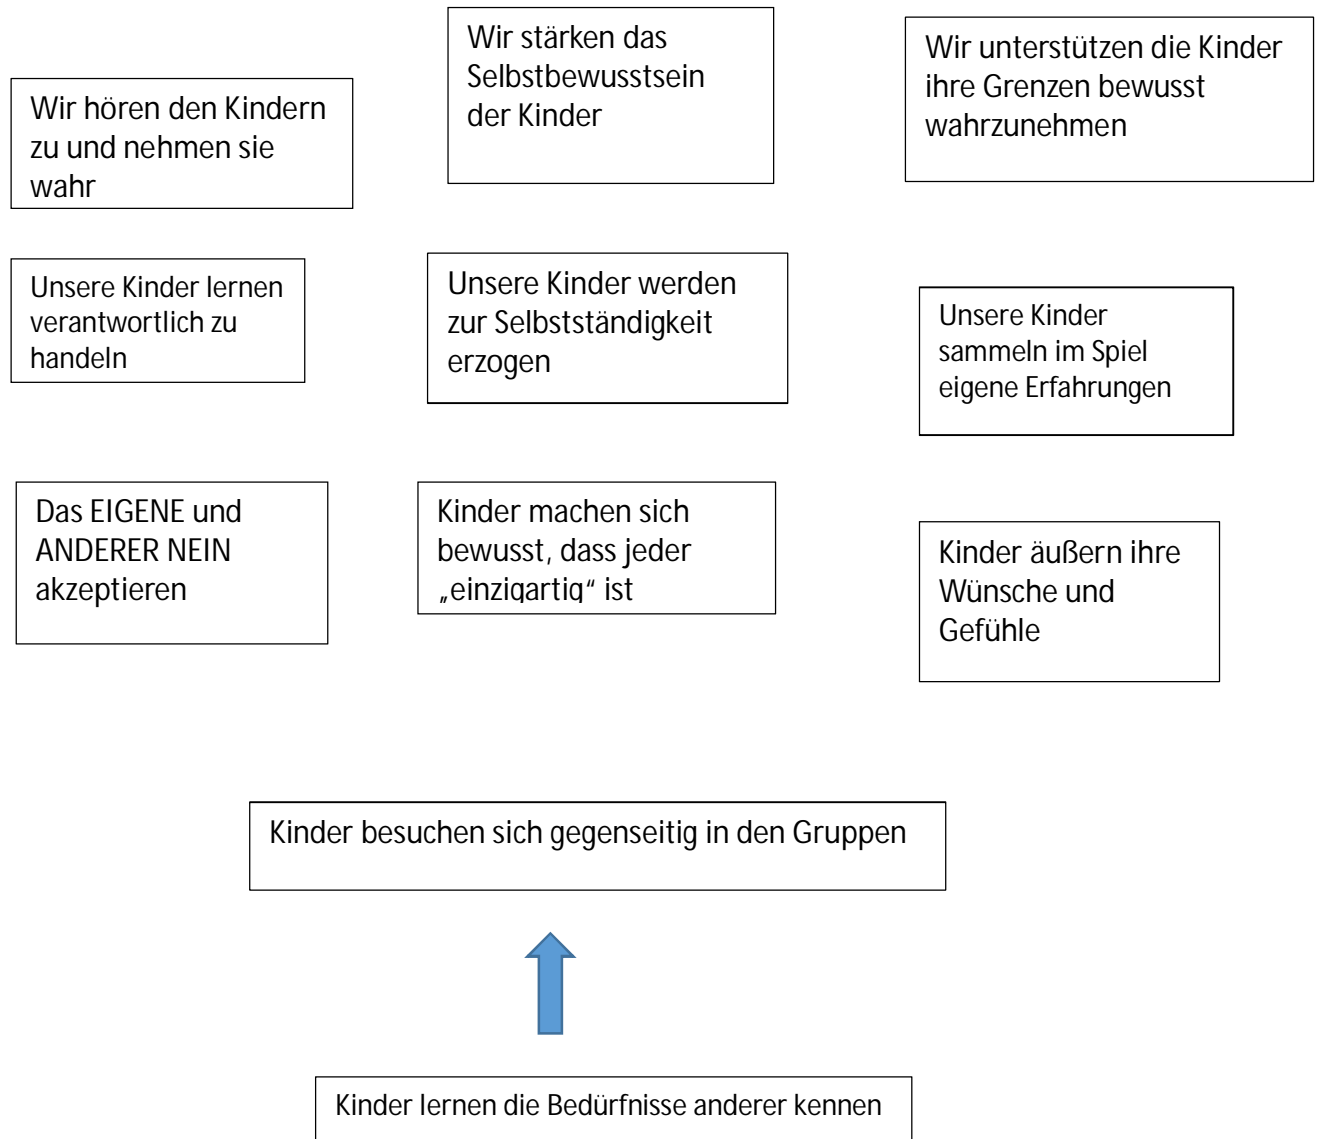 Wir hören den Kindern
zu und nehmen sie
wahr
Wir stärken das
Selbstbewusstsein
der Kinder
Wir unterstützen die Kinder
ihre Grenzen bewusst
wahrzunehmen
Unsere Kinder lernen
verantwortlich zu
handeln
Unsere Kinder werden
zur Selbstständigkeit
erzogen
Unsere Kinder
sammeln im Spiel
eigene Erfahrungen
Das EIGENE und
ANDERER NEIN
akzeptieren
Kinder machen sich
bewusst, dass jeder
„einzigartig“ ist
Kinder äußern ihre
Wünsche und
Gefühle
Kinder besuchen sich gegenseitig in den Gruppen
Kinder lernen die Bedürfnisse anderer kennen